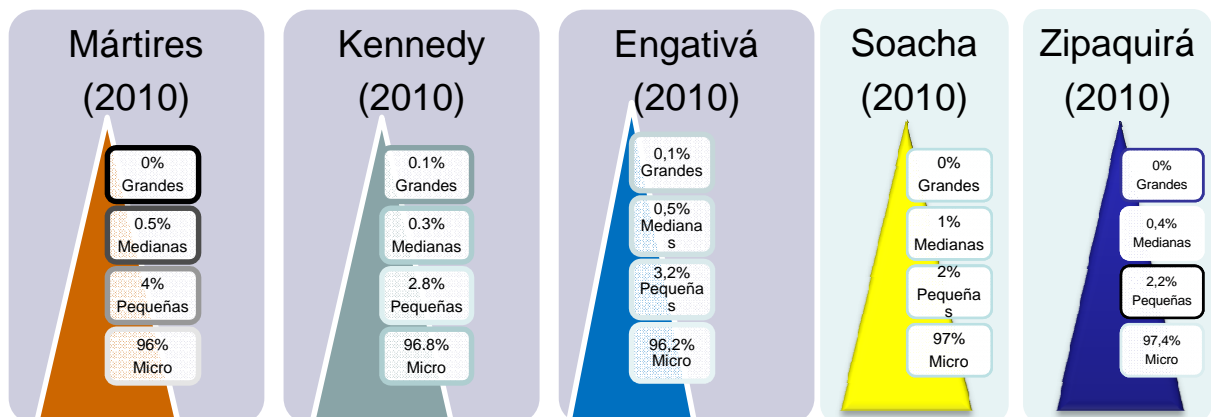 Mártires
(2010)
0%
Grandes
0.5%
Medianas
4%
Pequeñas
96%
Micro
Kennedy
(2010)
0.1%
Grandes
0.3%
Medianas
2.8%
Pequeñas
96.8%
Micro
Engativá
(2010)
0,1%
Grandes
0,5%
Mediana
s
3,2%
Pequeña
s
96,2%
Micro
Soacha
(2010)
0%
Grandes
1%
Medianas
2%
Pequeña
s
97%
Micro
Zipaquirá
(2010)
0%
Grandes
0,4%
Medianas
2,2%
Pequeñas
97,4%
Micro